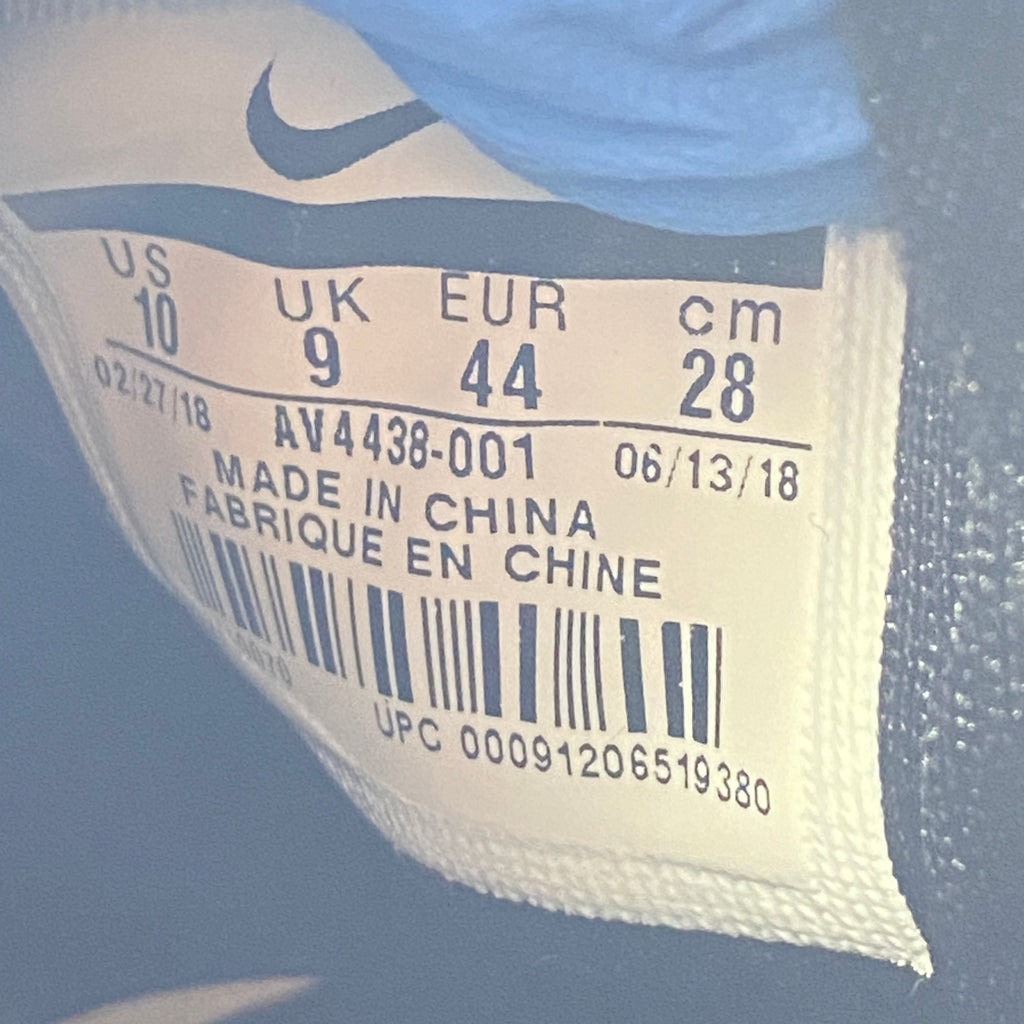 US UK EUR cm
10 9 44 28
02/27/18 AV4438-001 06/13/18
MADE IN CHINA
FABRIQUE EN CHINE
UPC 00091206519380